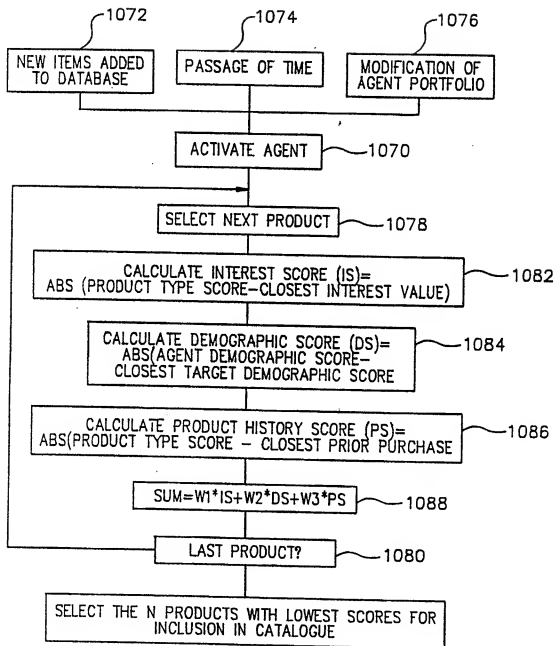 1072
1074
1076
NEW ITEMS ADDED
TO DATABASE
PASSAGE OF TIME
MODIFICATION OF
AGENT PORTFOLIO
ACTIVATE AGENT
1070
SELECT NEXT PRODUCT
1078
CALCULATE INTEREST SCORE (IS)=
ABS (PRODUCT TYPE SCORE-CLOSEST INTEREST VALUE)
1082
CALCULATE DEMOGRAPHIC SCORE (DS)=
ABS(AGENT DEMOGRAPHIC SCORE-
CLOSEST TARGET DEMOGRAPHIC SCORE
1084
CALCULATE PRODUCT HISTORY SCORE (PS)=
ABS(PRODUCT TYPE SCORE - CLOSEST PRIOR PURCHASE
1086
SUM=W1*IS+W2*DS+W3*PS
1088
LAST PRODUCT?
1080
SELECT THE N PRODUCTS WITH LOWEST SCORES FOR
INCLUSION IN CATALOGUE